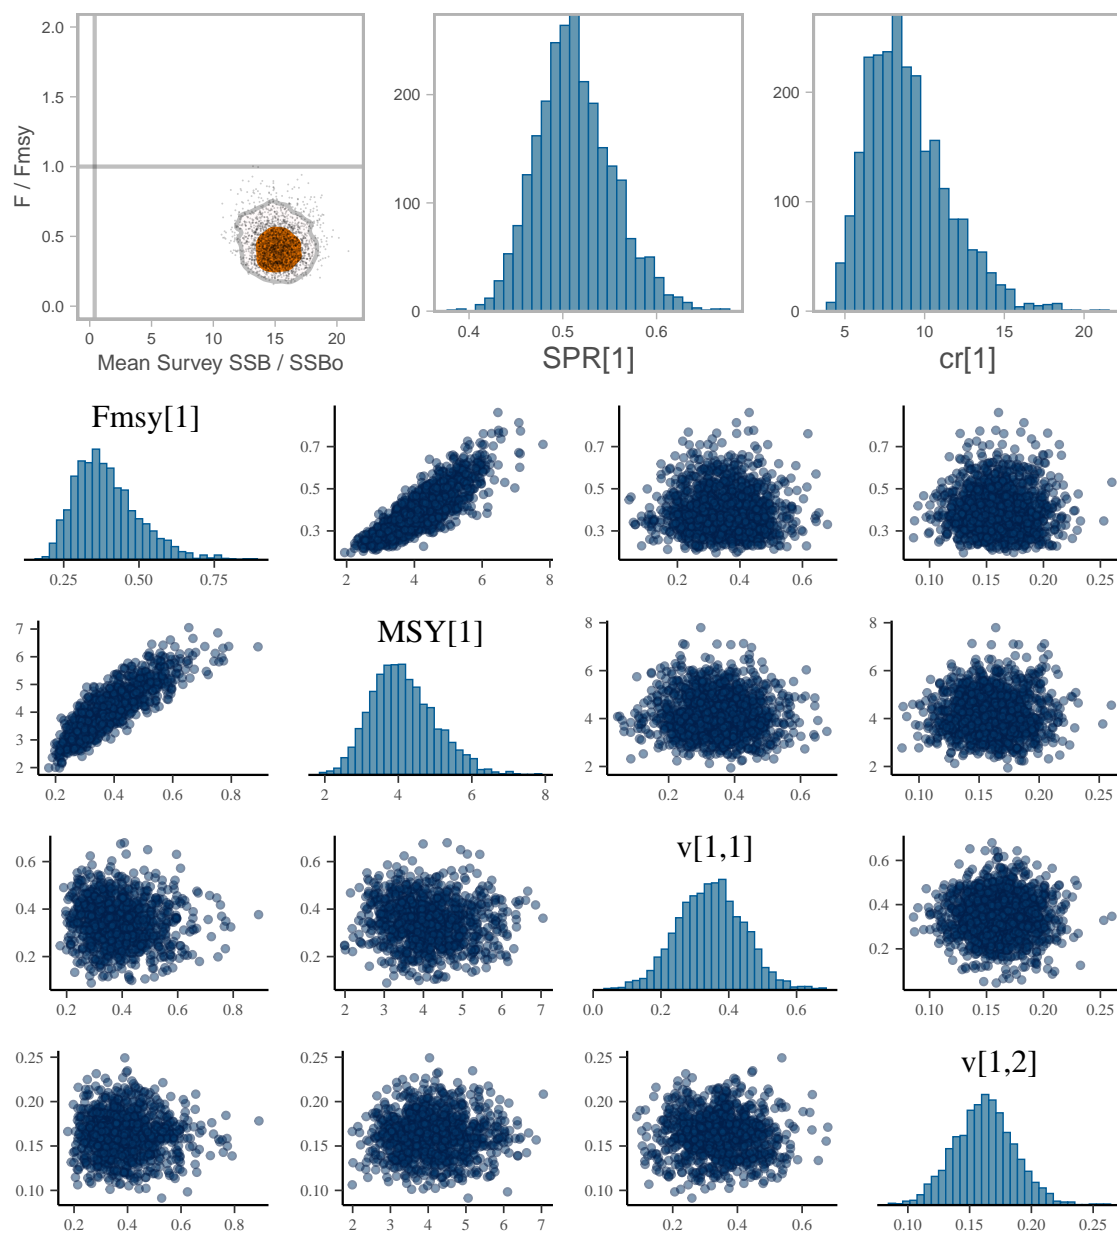 2.0
1.5
1.0
0.5
0.0
F / Fmsy
0 5 10 15 20
Mean Survey SSB / SSBo
200
100
0
0.4 0.5 0.6
SPR[1]
200
100
0
5 10 15 20
cr[1]
Fmsy[1]
0.25 0.50 0.75
0.7
0.5
0.3
2 4 6 8
0.7
0.5
0.3
0.2 0.4 0.6
0.7
0.5
0.3
0.10 0.15 0.20 0.25
7
6
5
4
3
2
0.2 0.4 0.6 0.8
MSY[1]
2 4 6 8
8
6
4
2
0.2 0.4 0.6
8
6
4
2
0.10 0.15 0.20 0.25
0.6
0.4
0.2
0.2 0.4 0.6 0.8
0.6
0.4
0.2
2 3 4 5 6 7
v[1,1]
0.0 0.2 0.4 0.6
0.6
0.4
0.2
0.10 0.15 0.20 0.25
0.25
0.20
0.15
0.10
0.2 0.4 0.6 0.8
0.25
0.20
0.15
0.10
2 3 4 5 6 7
0.25
0.20
0.15
0.10
0.2 0.4 0.6
v[1,2]
0.10 0.15 0.20 0.25